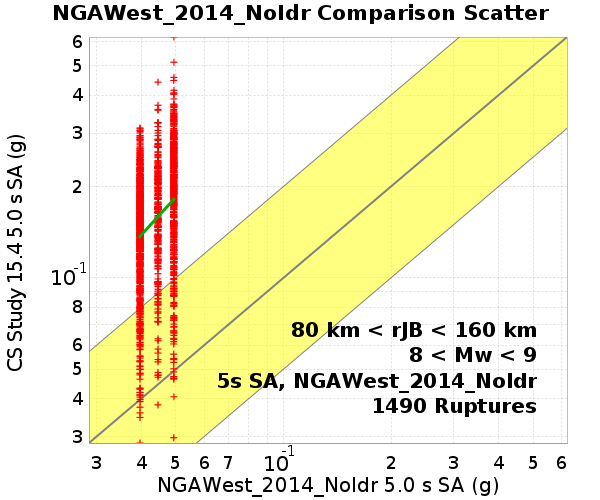 NGAWest_2014_NoIdr Comparison Scatter
CS Study 15.4 5.0 s SA (g)
6
5
4
3
2
10-1
8
6
5
4
3
80 km < rJB < 160 km
8 < Mw < 9
5s SA, NGAWest_2014_NoIdr
1490 Ruptures
3 4 5 6 7 10-1 2 3 4 5 6
NGAWest_2014_NoIdr 5.0 s SA (g)